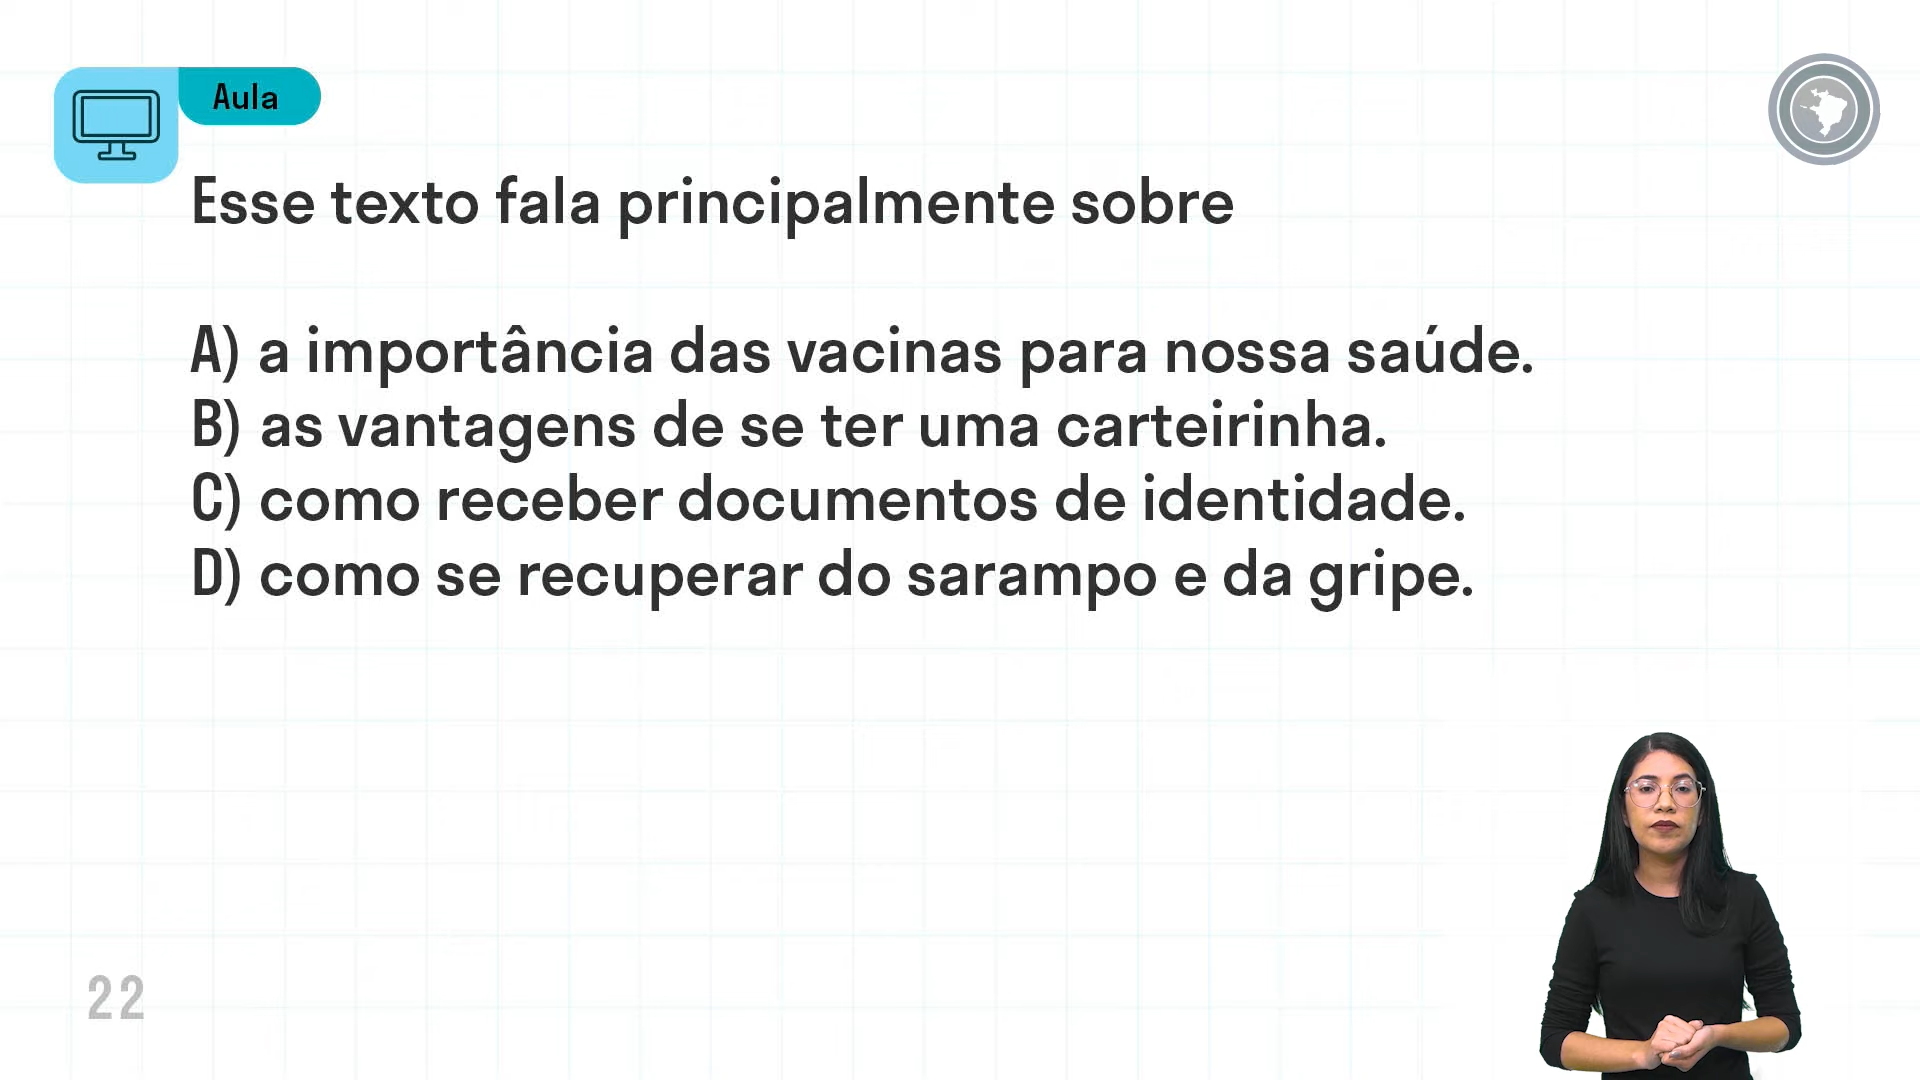 Aula
Esse texto fala principalmente sobre
A) a importância das vacinas para nossa saúde.
B) as vantagens de se ter uma carteirinha.
C) como receber documentos de identidade.
D) como se recuperar do sarampo e da gripe.
22